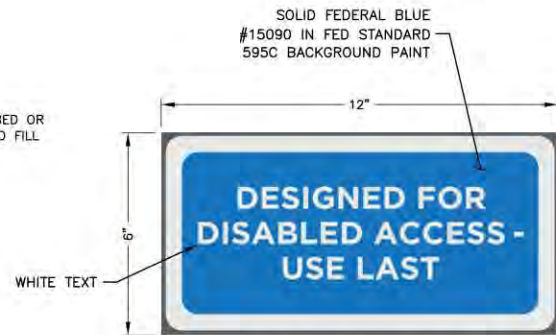 SOLID FEDERAL BLUE
#15090 IN FED STANDARD
595C BACKGROUND PAINT
12"
FILL
6"
DESIGNED FOR
DISABLED ACCESS -
USE LAST
WHITE TEXT